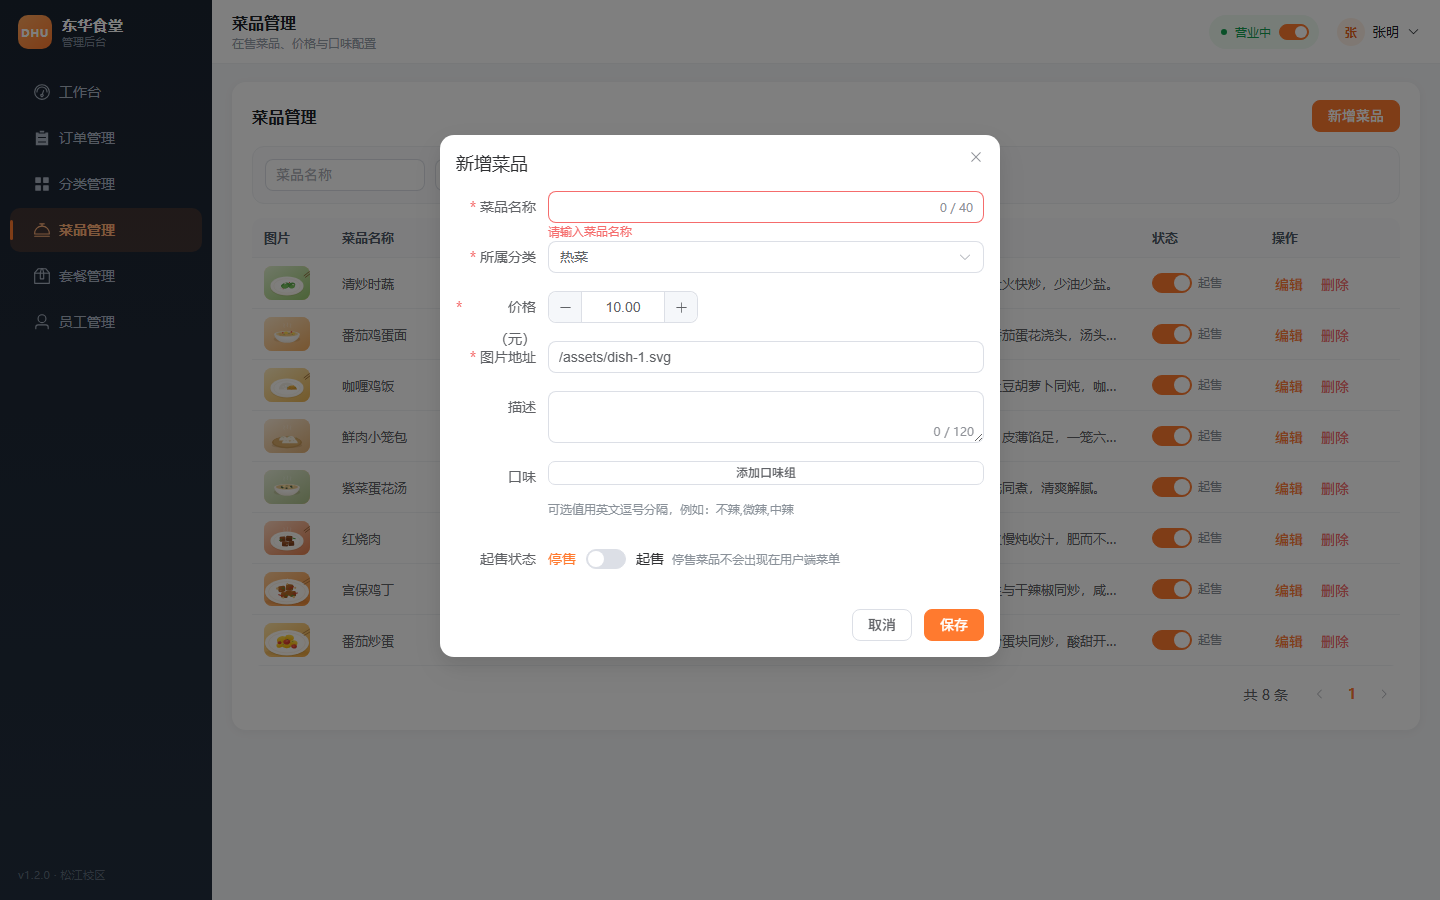 DHU
东华食堂
管理后台
工作台
订单管理
分类管理
菜品管理
套餐管理
员工管理
v1.2.0 · 松江校区
菜品管理
在售菜品、价格与口味配置
营业中
张 张明
菜品管理
新增菜品
菜品名称
图片 菜品名称 状态 操作
清炒时蔬 火快炒，少油少盐。 起售 编辑 删除
番茄鸡蛋面 茄蛋花浇头，汤头... 起售 编辑 删除
咖喱鸡饭 豆胡萝卜同炖，咖... 起售 编辑 删除
鲜肉小笼包 皮薄馅足，一笼六... 起售 编辑 删除
紫菜蛋花汤 同煮，清爽解腻。 起售 编辑 删除
红烧肉 慢炖收汁，肥而不... 起售 编辑 删除
宫保鸡丁 与干辣椒同炒，咸... 起售 编辑 删除
番茄炒蛋 蛋块同炒，酸甜开... 起售 编辑 删除
共 8 条 1
新增菜品
* 菜品名称 0 / 40
请输入菜品名称
* 所属分类 热菜
* 价格（元） 10.00
* 图片地址 /assets/dish-1.svg
描述 0 / 120
口味 添加口味组
可选值用英文逗号分隔，例如：不辣,微辣,中辣
起售状态 停售 起售 停售菜品不会出现在用户端菜单
取消 保存